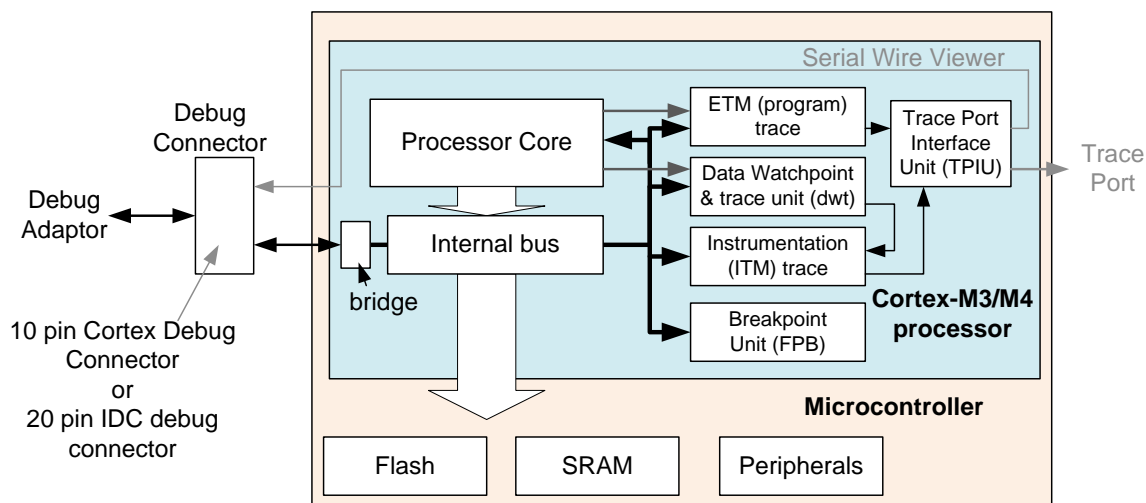 Serial Wire Viewer
Debug
Connector
Processor Core
ETM (program)
trace
Trace Port
Interface
Unit (TPIU)
Trace
Port
Data Watchpoint
& trace unit (dwt)
Debug
Adaptor
Internal bus
Instrumentation
(ITM) trace
bridge
Cortex-M3/M4
processor
10 pin Cortex Debug
Connector
or
20 pin IDC debug
connector
Breakpoint
Unit (FPB)
Microcontroller
Flash
SRAM
Peripherals